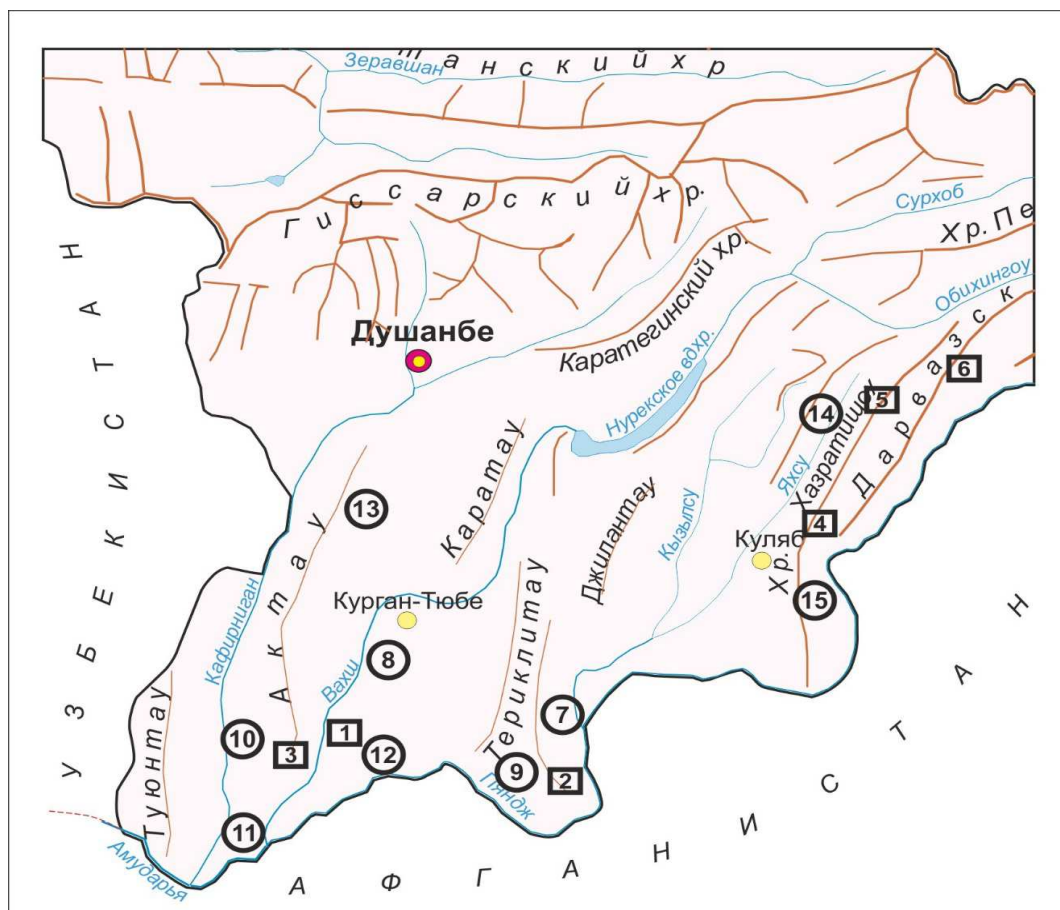 Зеравшан
танский хр
Гиссарский хр.
Сурхоб
Хр. Пе
Обихингоу
Каратегинский хр.
Душанбе
Нурекское вдхр.
Дарвазск
6
5
14
Хр. Хазратишох
Яхсу
Кызылсу
4
Куляб
15
Каратау
Джилантау
13
Актау
Курган-Тюбе
Кафирниган
Вахш
8
Териклитау
7
Туюнтау
10
3
1
12
9
2
Пяндж
11
Амударья
УЗБЕКИСТАН
АФГАНИСТАН